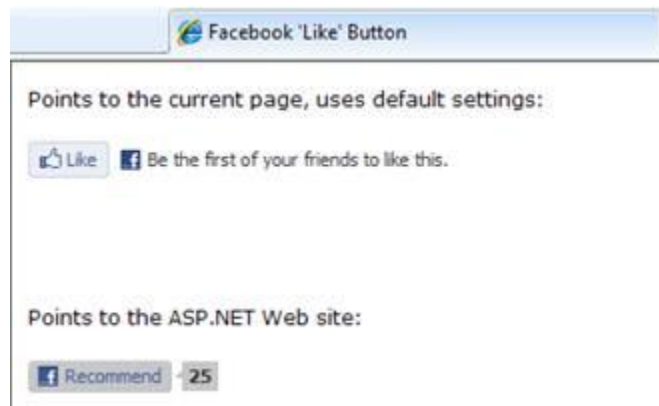 Facebook 'Like' Button
Points to the current page, uses default settings:
Like Be the first of your friends to like this.
Points to the ASP.NET Web site:
Recommend 25